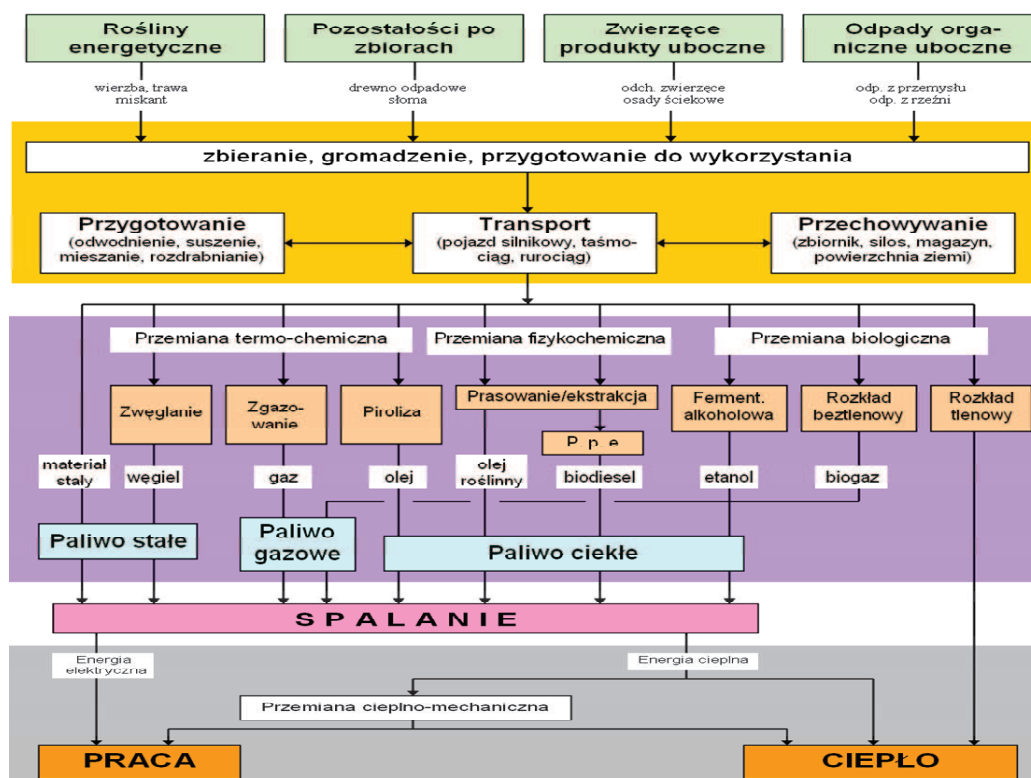 Rośliny
energetyczne
Pozostałości po
zbiorach
Zwierzęce
produkty uboczne
Odpady orga-
niczne uboczne
wierzba, trawa
miskant
drewno odpadowe
słoma
odch. zwierzęce
osady ściekowe
odp. z przemysłu
odp. z rzeźni
zbieranie, gromadzenie, przygotowanie do wykorzystania
Przygotowanie
(odwodnienie, suszenie,
mieszanie, rozdrabnianie)
Transport
(pojazd silnikowy, taśmo-
ciąg, rurociąg)
Przechowywanie
(zbiornik, silos, magazyn,
powierzchnia ziemi)
Przemiana termo-chemiczna
Przemiana fizykochemiczna
Przemiana biologiczna
Zwęglanie
Zgazo-
wanie
Piroliza
Prasowanie/ekstrakcja
Ferment.
alkoholowa
Rozkład
beztlenowy
Rozkład
tlenowy
P p e
materiał
stały
węgiel
gaz
olej
olej
roślinny
biodiesel
etanol
biogaz
Paliwo stałe
Paliwo
gazowe
Paliwo ciekłe
SPALANIE
Energia
elektryczna
Energia cieplna
Przemiana cieplno-mechaniczna
PRACA
CIEPŁO